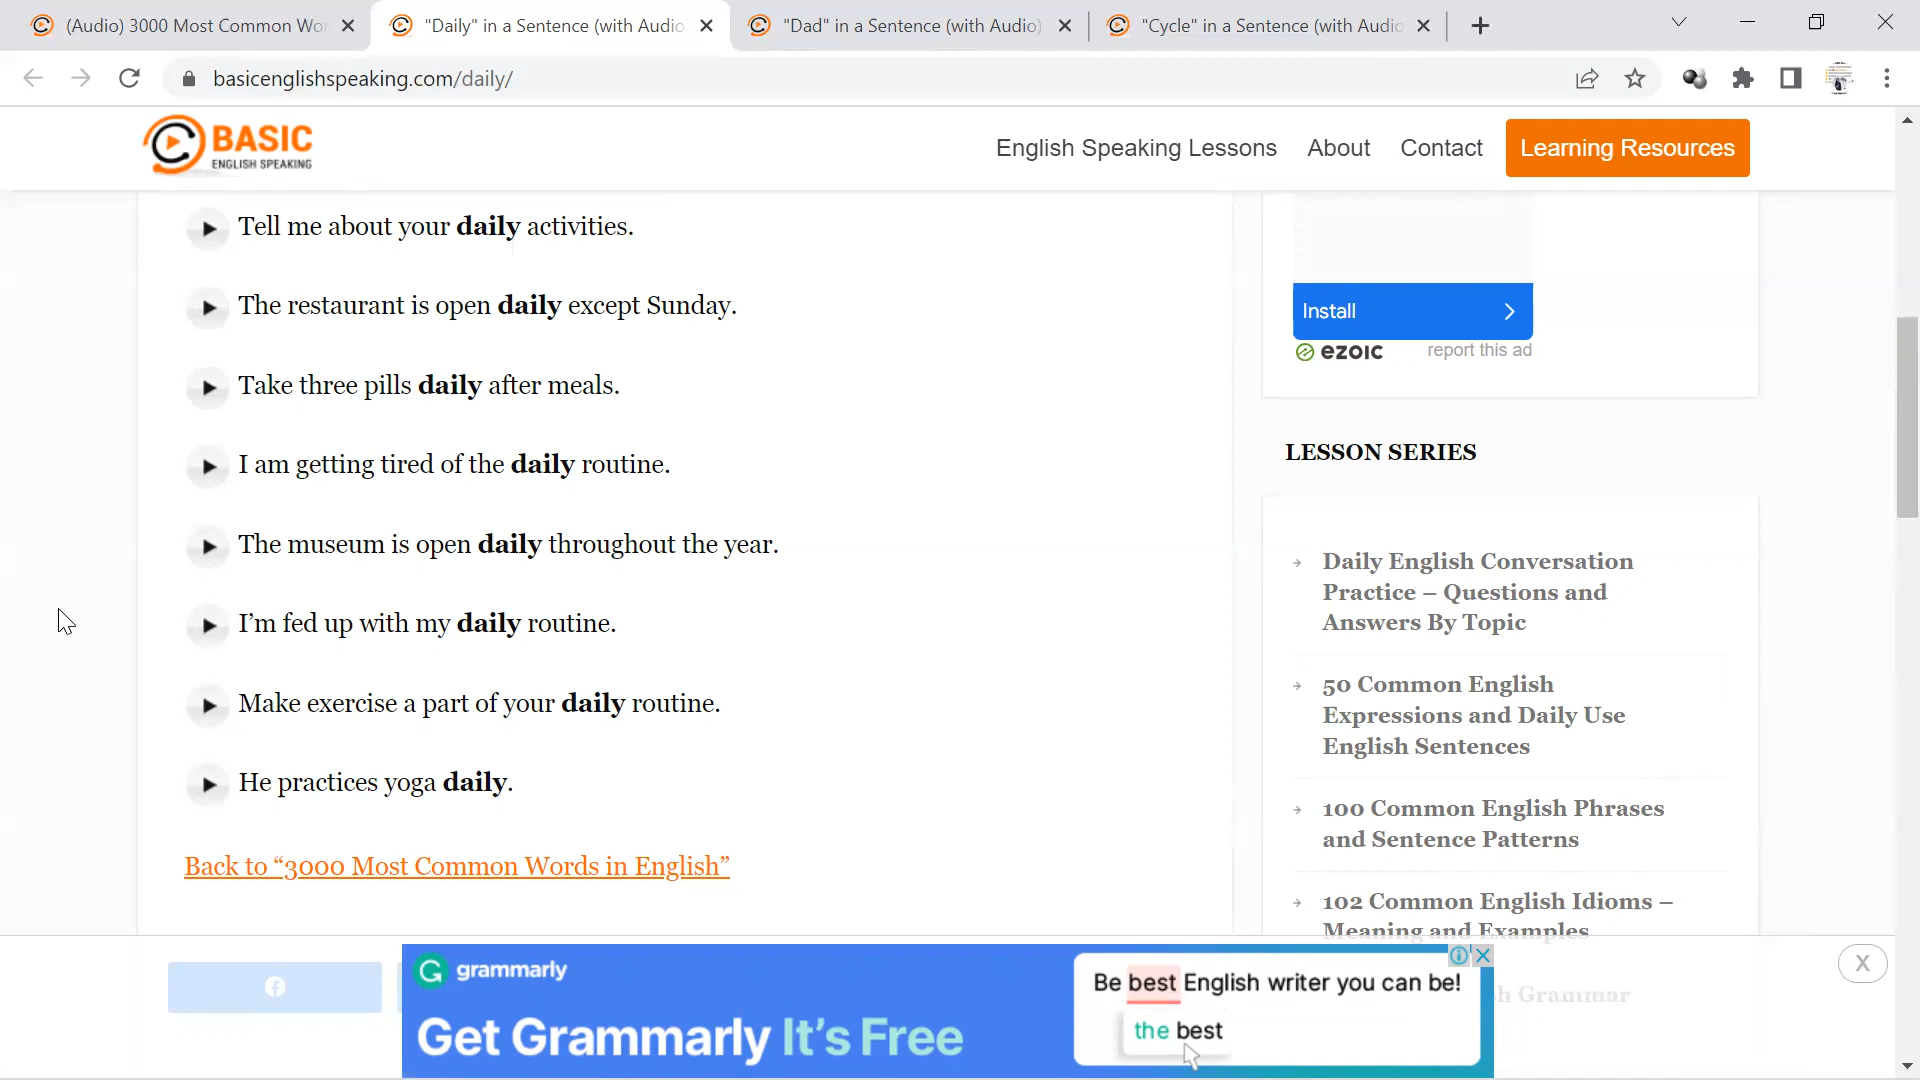 (Audio) 3000 Most Common Wor
"Daily" in a Sentence (with Audio
"Dad" in a Sentence (with Audio)
"Cycle" in a Sentence (with Audio
basicenglishspeaking.com/daily/
BASIC
ENGLISH SPEAKING
English Speaking Lessons
About
Contact
Learning Resources
Tell me about your daily activities.
The restaurant is open daily except Sunday.
Take three pills daily after meals.
I am getting tired of the daily routine.
The museum is open daily throughout the year.
I’m fed up with my daily routine.
Make exercise a part of your daily routine.
He practices yoga daily.
Back to “3000 Most Common Words in English”
Install
ezoic
report this ad
LESSON SERIES
Daily English Conversation
Practice – Questions and
Answers By Topic
50 Common English
Expressions and Daily Use
English Sentences
100 Common English Phrases
and Sentence Patterns
102 Common English Idioms –
Meaning and Examples
h Grammar
grammarly
Get Grammarly It’s Free
Be best English writer you can be!
the best
X